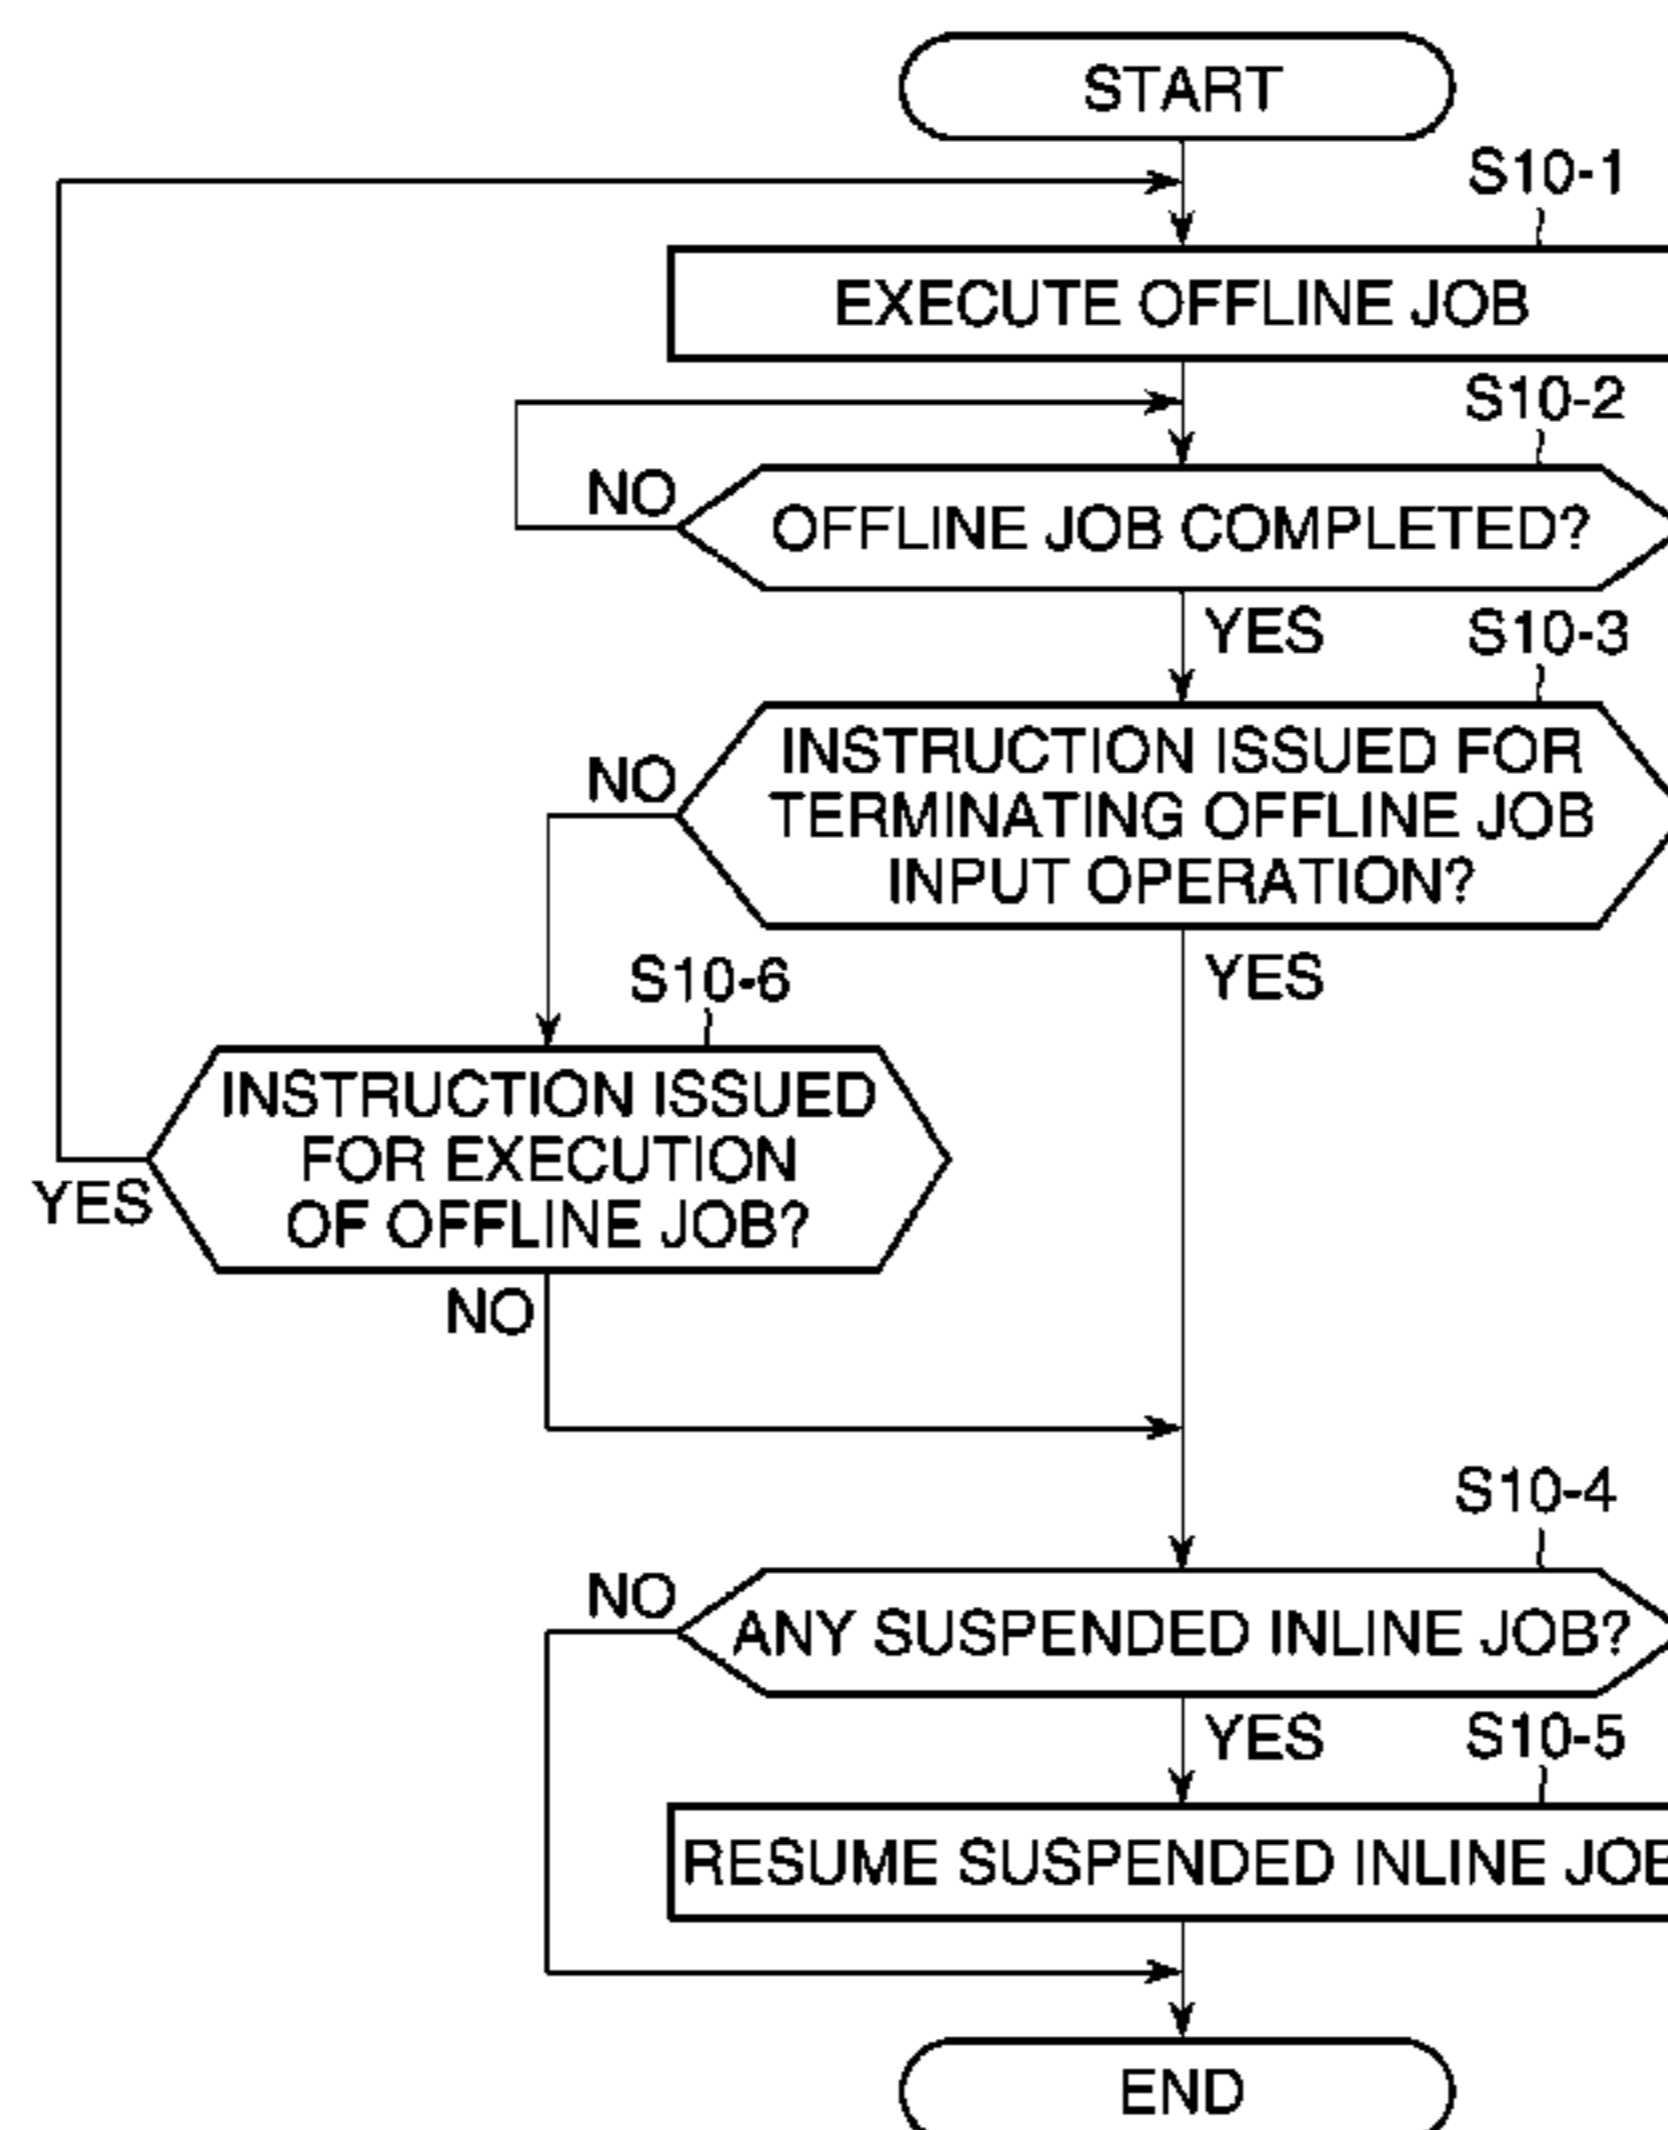 START
S10-1
EXECUTE OFFLINE JOB
S10-2
NO
OFFLINE JOB COMPLETED?
YES
S10-3
NO
INSTRUCTION ISSUED FOR
TERMINATING OFFLINE JOB
INPUT OPERATION?
YES
S10-6
INSTRUCTION ISSUED
FOR EXECUTION
OF OFFLINE JOB?
YES
NO
S10-4
NO
ANY SUSPENDED INLINE JOB?
YES
S10-5
RESUME SUSPENDED INLINE JOB
END